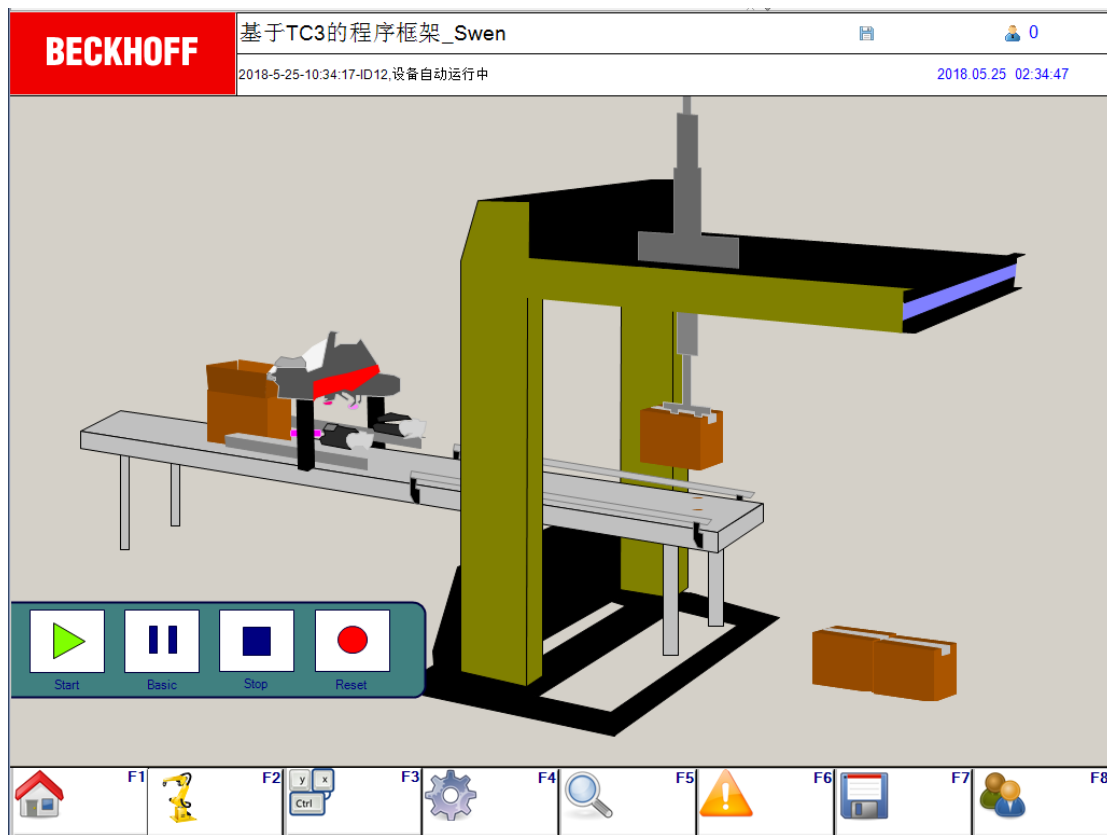 BECKHOFF
基于TC3的程序框架_Swen
0
2018-5-25-10:34:17-ID12,设备自动运行中
2018.05.25 02:34:47
Start
Basic
Stop
Reset
F1
F2
y x
Ctrl
F3
F4
F5
F6
F7
F8